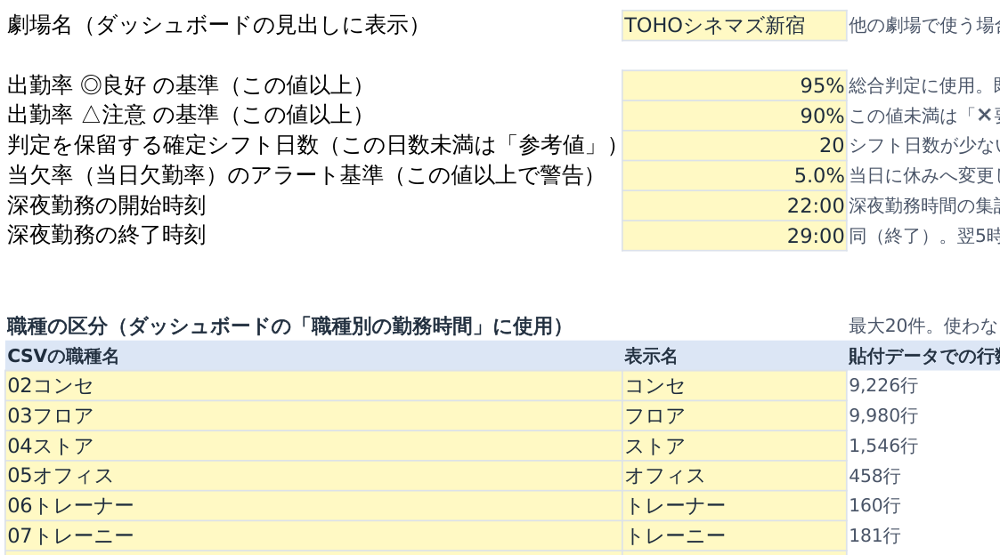 劇場名（ダッシュボードの見出しに表示） TOHOシネマズ新宿 他の劇場で使う場
出勤率 ◎良好 の基準（この値以上） 95% 総合判定に使用。
出勤率 △注意 の基準（この値以上） 90% この値未満は「✕
判定を保留する確定シフト日数（この日数未満は「参考値」） 20 シフト日数が少な
当欠率（当日欠勤率）のアラート基準（この値以上で警告） 5.0% 当日に休みへ変更
深夜勤務の開始時刻 22:00 深夜勤務時間の集
深夜勤務の終了時刻 29:00 同（終了）。翌5時
職種の区分（ダッシュボードの「職種別の勤務時間」に使用） 最大20件。使わな
CSVの職種名 表示名 貼付データでの行数
02コンセ コンセ 9,226行
03フロア フロア 9,980行
04ストア ストア 1,546行
05オフィス オフィス 458行
06トレーナー トレーナー 160行
07トレーニー トレーニー 181行